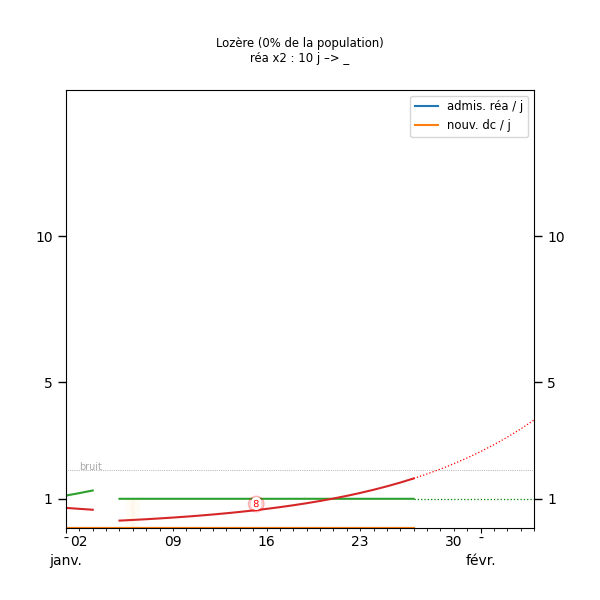 Lozère (0% de la population)
réa x2 : 10 j –> _
admis. réa / j
nouv. dc / j
10 10
5 5
bruit
1 1
8
02 09 16 23 30
janv. févr.